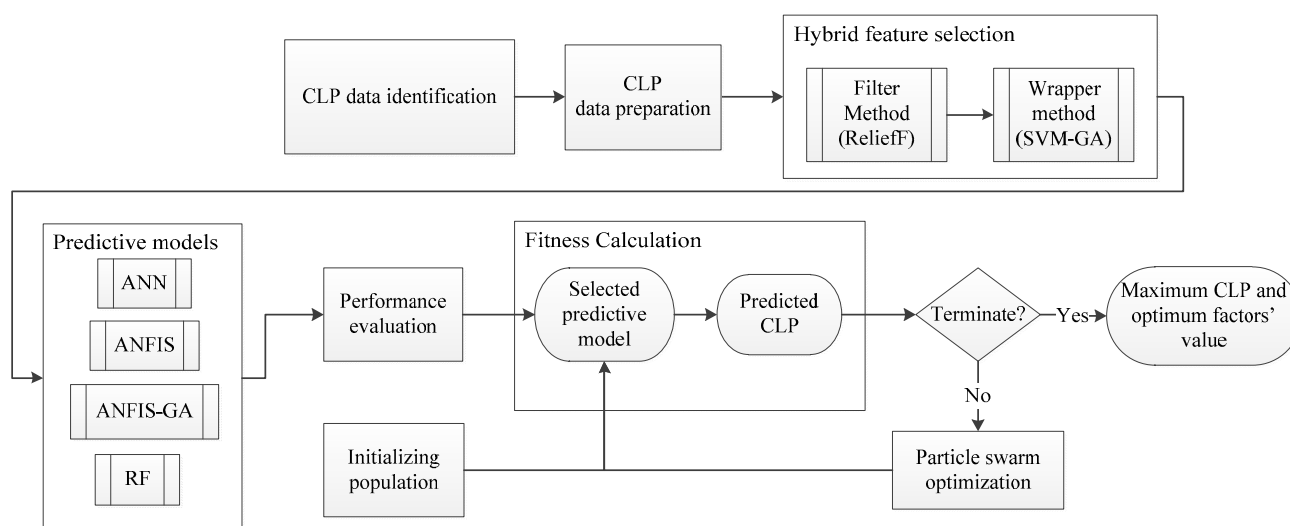 Hybrid feature selection
CLP data identification
CLP
data preparation
Filter
Method
(ReliefF)
Wrapper
method
(SVM-GA)
Predictive models
ANN
ANFIS
ANFIS-GA
RF
Performance
evaluation
Fitness Calculation
Selected
predictive
model
Predicted
CLP
Terminate?
Yes
Maximum CLP and
optimum factors’
value
No
Initializing
population
Particle swarm
optimization